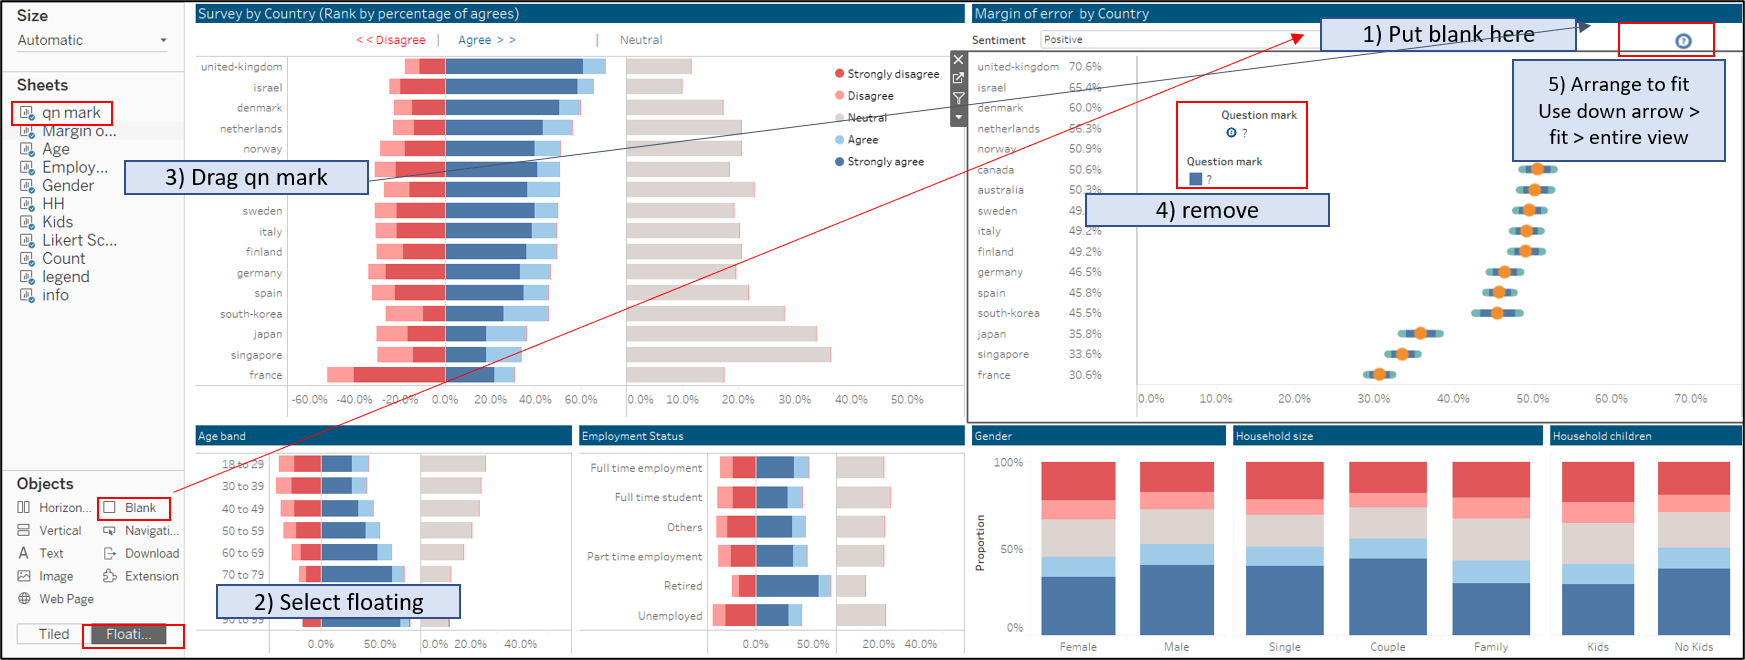 Size
Automatic
Sheets
qn mark
Margin o...
Age
Employ...
Gender
HH
Kids
Likert Sc...
Count
legend
info
Objects
Horizon...
Blank
Vertical
Navigati...
Text
Download
Image
Extension
Web Page
Tiled
Floati...
Survey by Country (Rank by percentage of agrees)
< < Disagree | Agree > > | Neutral
united-kingdom
israel
denmark
netherlands
norway
sweden
italy
finland
germany
spain
south-korea
japan
singapore
france
-60.0% -40.0% -20.0% 0.0% 20.0% 40.0% 60.0%
0.0% 10.0% 20.0% 30.0% 40.0% 50.0%
Strongly disagree
Disagree
Neutral
Agree
Strongly agree
3) Drag qn mark
Margin of error by Country
Sentiment
Positive
1) Put blank here
?
5) Arrange to fit
Use down arrow >
fit > entire view
united-kingdom 70.6%
israel 65.4%
denmark 60.0%
netherlands 56.3%
norway 50.9%
canada 50.6%
australia 50.3%
sweden 49.
italy 49.2%
finland 49.2%
germany 46.5%
spain 45.8%
south-korea 45.5%
japan 35.8%
singapore 33.6%
france 30.6%
Question mark
?
Question mark
?
4) remove
0.0% 10.0% 20.0% 30.0% 40.0% 50.0% 60.0% 70.0%
Age band
18 to 29
30 to 39
40 to 49
50 to 59
60 to 69
70 to 79
90 to 99
2) Select floating
0.0% 50.0%
0.0% 20.0% 40.0%
Employment Status
Full time employment
Full time student
Others
Part time employment
Retired
Unemployed
0.0% 50.0%
20.0% 40.0%
Gender
Household size
Household children
Proportion
100%
50%
0%
Female
Male
Single
Couple
Family
Kids
No Kids